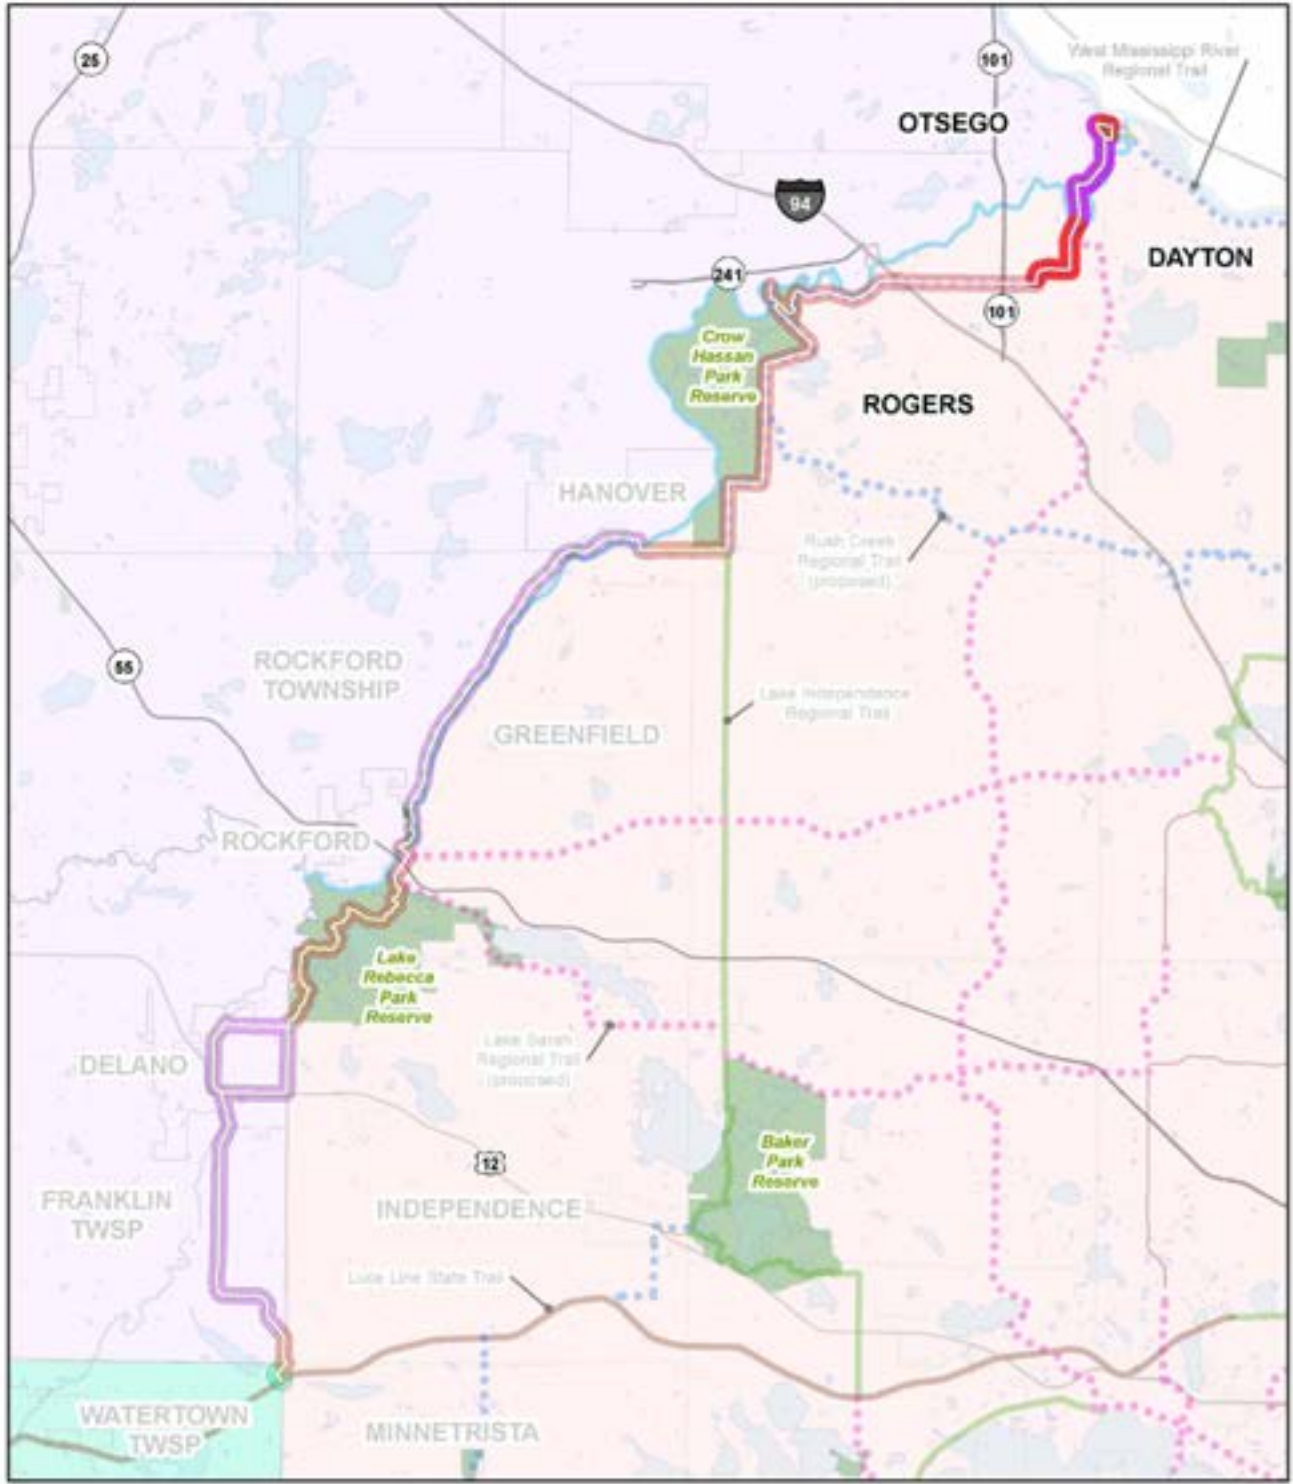 25
101
West Mississippi River
Regional Trail
OTSEGO
94
DAYTON
241
101
Crow
Hassan
Park
Reserve
ROGERS
HANOVER
Rush Creek
Regional Trail
(proposed)
55
ROCKFORD
TOWNSHIP
Lake Independence
Regional Trail
GREENFIELD
ROCKFORD
Lake
Rebecca
Park
Reserve
Lake Sarah
Regional Trail
(proposed)
DELANO
Baker
Park
Reserve
12
FRANKLIN
TWSP
INDEPENDENCE
Luce Line State Trail
WATERTOWN
TWSP
MINNETRISTA